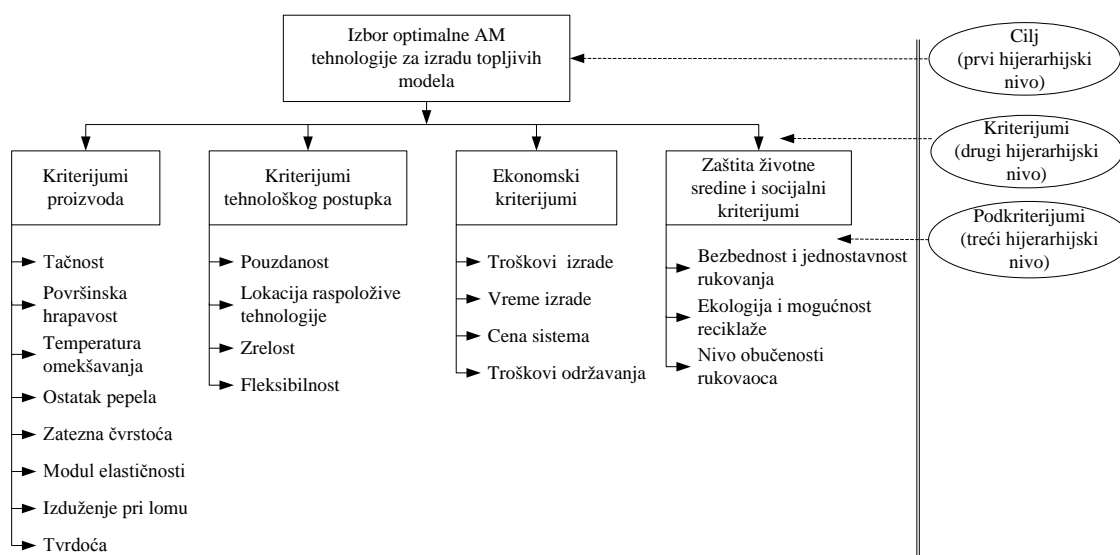 Izbor optimalne AM
tehnologije za izradu topljivih
modela
Cilj
(prvi hijerarhijski
nivo)
Kriterijumi
(drugi hijerarhijski
nivo)
Podkriterijumi
(treći hijerarhijski
nivo)
Kriterijumi
proizvoda
Tačnost
Površinska
hrapavost
Temperatura
omekšavanja
Ostatak pepela
Zatezna čvrstoća
Modul elastičnosti
Izduženje pri lomu
Tvrdoća
Kriterijumi
tehnološkog postupka
Pouzdanost
Lokacija raspoložive
tehnologije
Zrelost
Fleksibilnost
Ekonomski
kriterijumi
Troškovi izrade
Vreme izrade
Cena sistema
Troškovi održavanja
Zaštita životne
sredine i socijalni
kriterijumi
Bezbednost i jednostavnost
rukovanja
Ekologija i mogućnost
reciklaže
Nivo obučenosti
rukovaoca